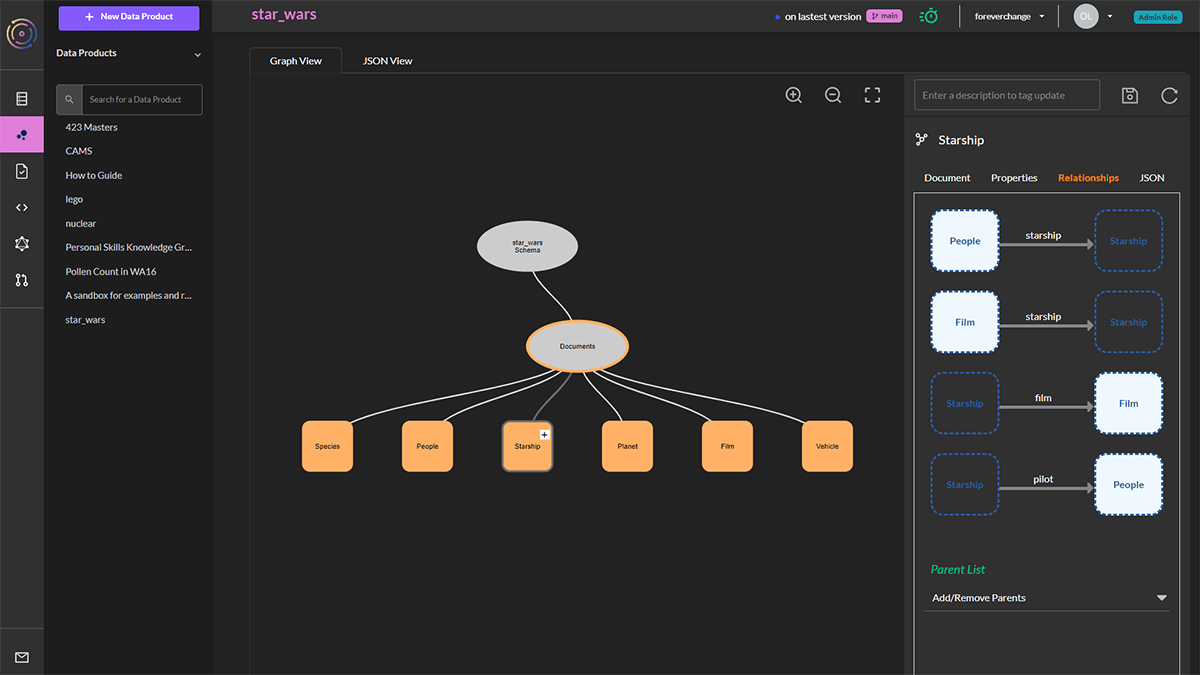 New Data Product
Data Products
Search for a Data Product
423 Masters
CAMS
How to Guide
lego
nuclear
Personal Skills Knowledge Gr...
Pollen Count in WA16
A sandbox for examples and r...
star_wars
star_wars
on lastest version
main
foreverchange
OL
Admin Role
Graph View
JSON View
star_wars
Schema
Documents
Species
People
Starship
Planet
Film
Vehicle
Enter a description to tag update
Starship
Document
Properties
Relationships
JSON
People
starship
Starship
Film
starship
Starship
Starship
film
Film
Starship
pilot
People
Parent List
Add/Remove Parents